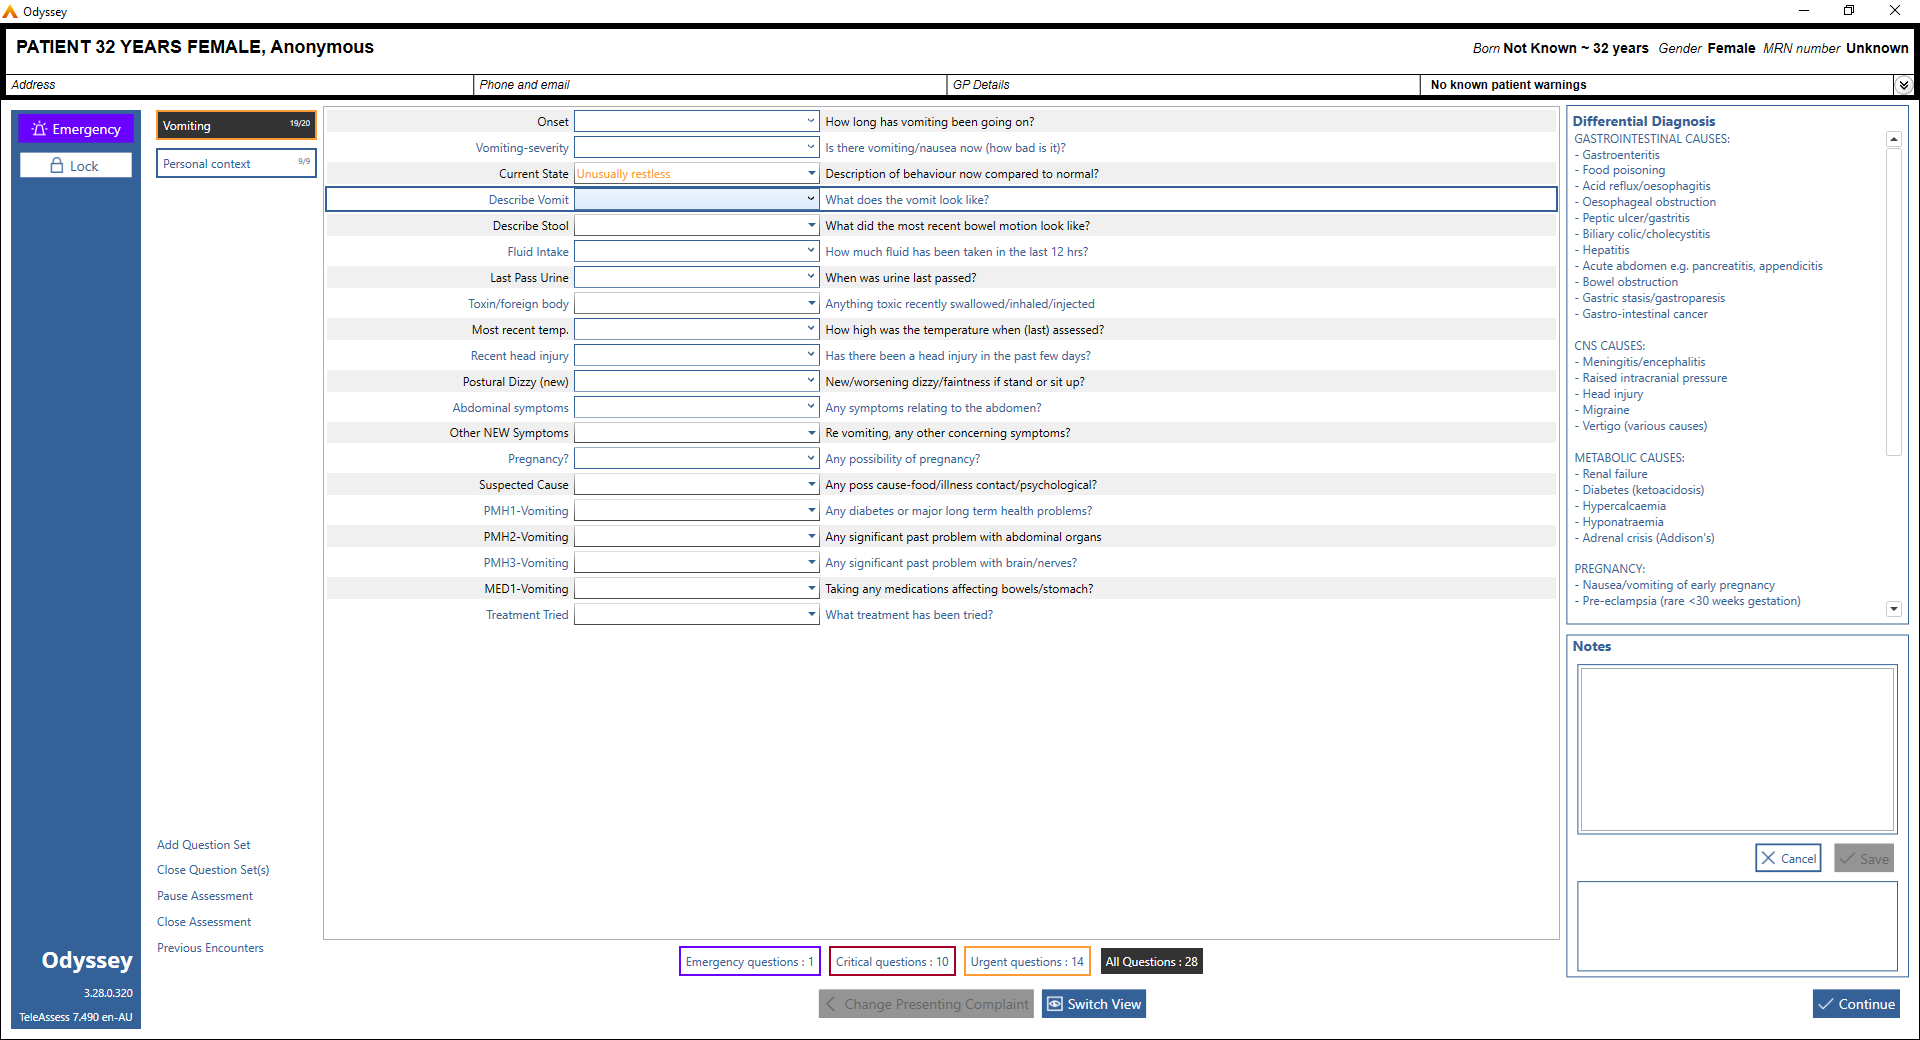 Odyssey
PATIENT 32 YEARS FEMALE, Anonymous
Born Not Known ~ 32 years Gender Female MRN number Unknown
Address
Phone and email
GP Details
No known patient warnings
Emergency
Lock
Vomiting 19/20
Personal context 9/9
Onset How long has vomiting been going on?
Vomiting-severity Is there vomiting/nausea now (how bad is it)?
Current State Unusually restless Description of behaviour now compared to normal?
Describe Vomit What does the vomit look like?
Describe Stool What did the most recent bowel motion look like?
Fluid Intake How much fluid has been taken in the last 12 hrs?
Last Pass Urine When was urine last passed?
Toxin/foreign body Anything toxic recently swallowed/inhaled/injected
Most recent temp. How high was the temperature when (last) assessed?
Recent head injury Has there been a head injury in the past few days?
Postural Dizzy (new) New/worsening dizzy/faintness if stand or sit up?
Abdominal symptoms Any symptoms relating to the abdomen?
Other NEW Symptoms Re vomiting, any other concerning symptoms?
Pregnancy? Any possibility of pregnancy?
Suspected Cause Any poss cause-food/illness contact/psychological?
PMH1-Vomiting Any diabetes or major long term health problems?
PMH2-Vomiting Any significant past problem with abdominal organs
PMH3-Vomiting Any significant past problem with brain/nerves?
MED1-Vomiting Taking any medications affecting bowels/stomach?
Treatment Tried What treatment has been tried?
Differential Diagnosis
GASTROINTESTINAL CAUSES:
- Gastroenteritis
- Food poisoning
- Acid reflux/oesophagitis
- Oesophageal obstruction
- Peptic ulcer/gastritis
- Biliary colic/cholecystitis
- Hepatitis
- Acute abdomen e.g. pancreatitis, appendicitis
- Bowel obstruction
- Gastric stasis/gastroparesis
- Gastro-intestinal cancer
CNS CAUSES:
- Meningitis/encephalitis
- Raised intracranial pressure
- Head injury
- Migraine
- Vertigo (various causes)
METABOLIC CAUSES:
- Renal failure
- Diabetes (ketoacidosis)
- Hypercalcaemia
- Hyponatraemia
- Adrenal crisis (Addison's)
PREGNANCY:
- Nausea/vomiting of early pregnancy
- Pre-eclampsia (rare <30 weeks gestation)
Notes
Cancel
Save
Add Question Set
Close Question Set(s)
Pause Assessment
Close Assessment
Previous Encounters
Odyssey
3.28.0.320
TeleAssess 7.490 en-AU
Emergency questions : 1
Critical questions : 10
Urgent questions : 14
All Questions : 28
Change Presenting Complaint
Switch View
Continue